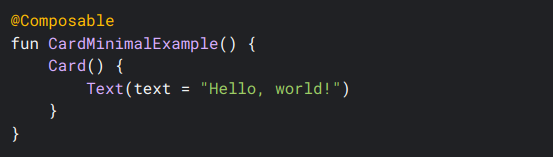 @Composable
fun CardMinimalExample() {
    Card() {
        Text(text = "Hello, world!")
    }
}